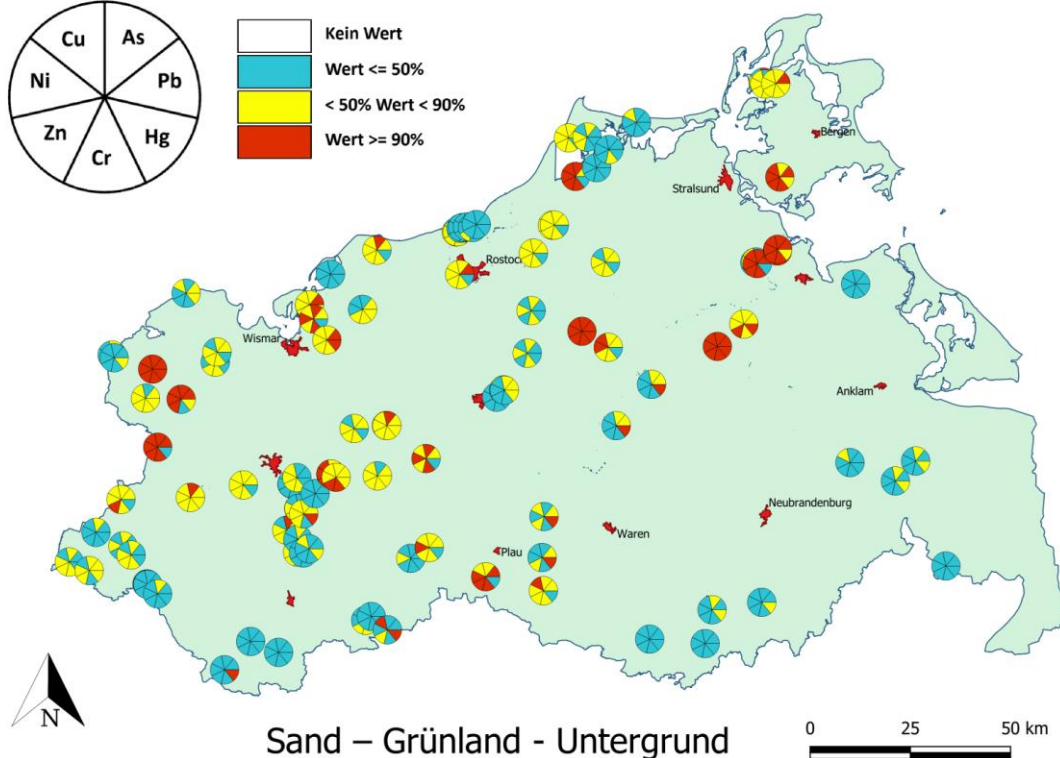 Cu
As
Ni
Pb
Zn
Cr
Hg
Kein Wert
Wert <= 50%
< 50% Wert < 90%
Wert >= 90%
Bergen
Stralsund
Rostoc
Wismar
Anklam
Neubrandenburg
Waren
Plau
N
Sand – Grünland - Untergrund
0 25 50 km